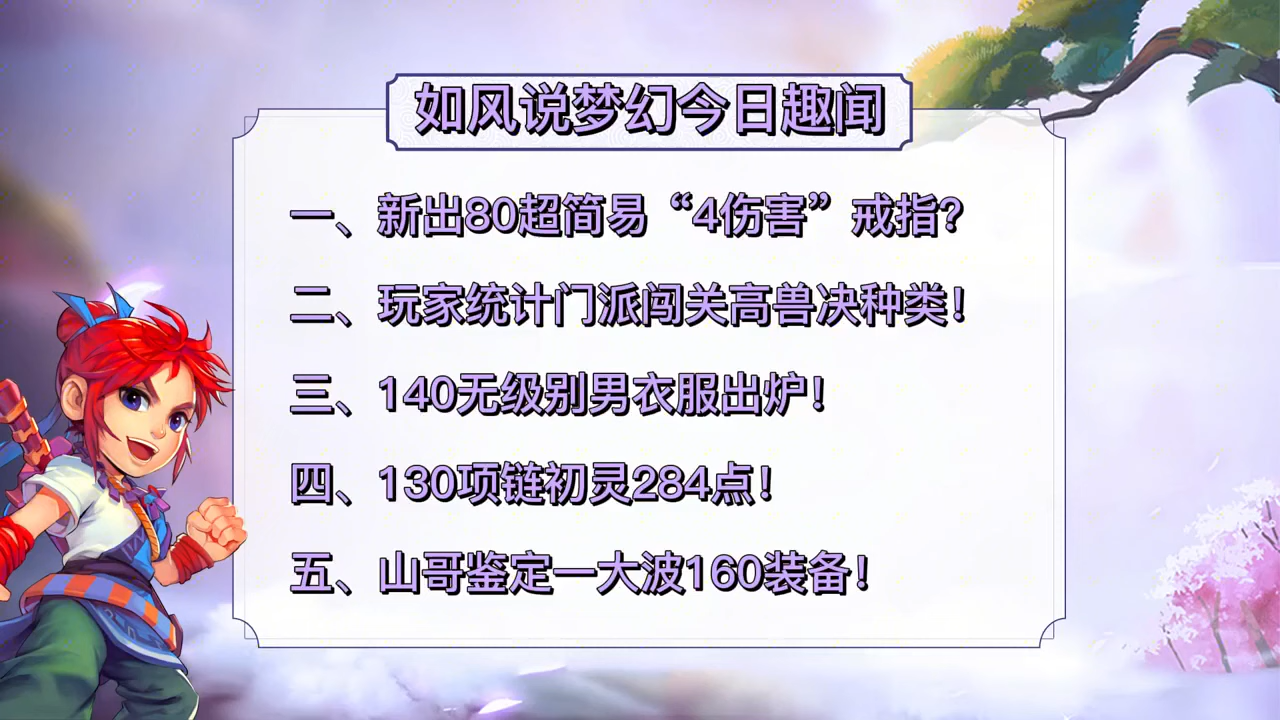 如风说梦幻今日趣闻
一、新出80超简易“4伤害”戒指？
二、玩家统计门派闯关高兽决种类！
三、140无级别男衣服出炉！
四、130项链初灵284点！
五、山哥鉴定一大波160装备！